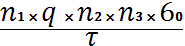 n₁ × q × n₂ × n₃ × 6₀
τ